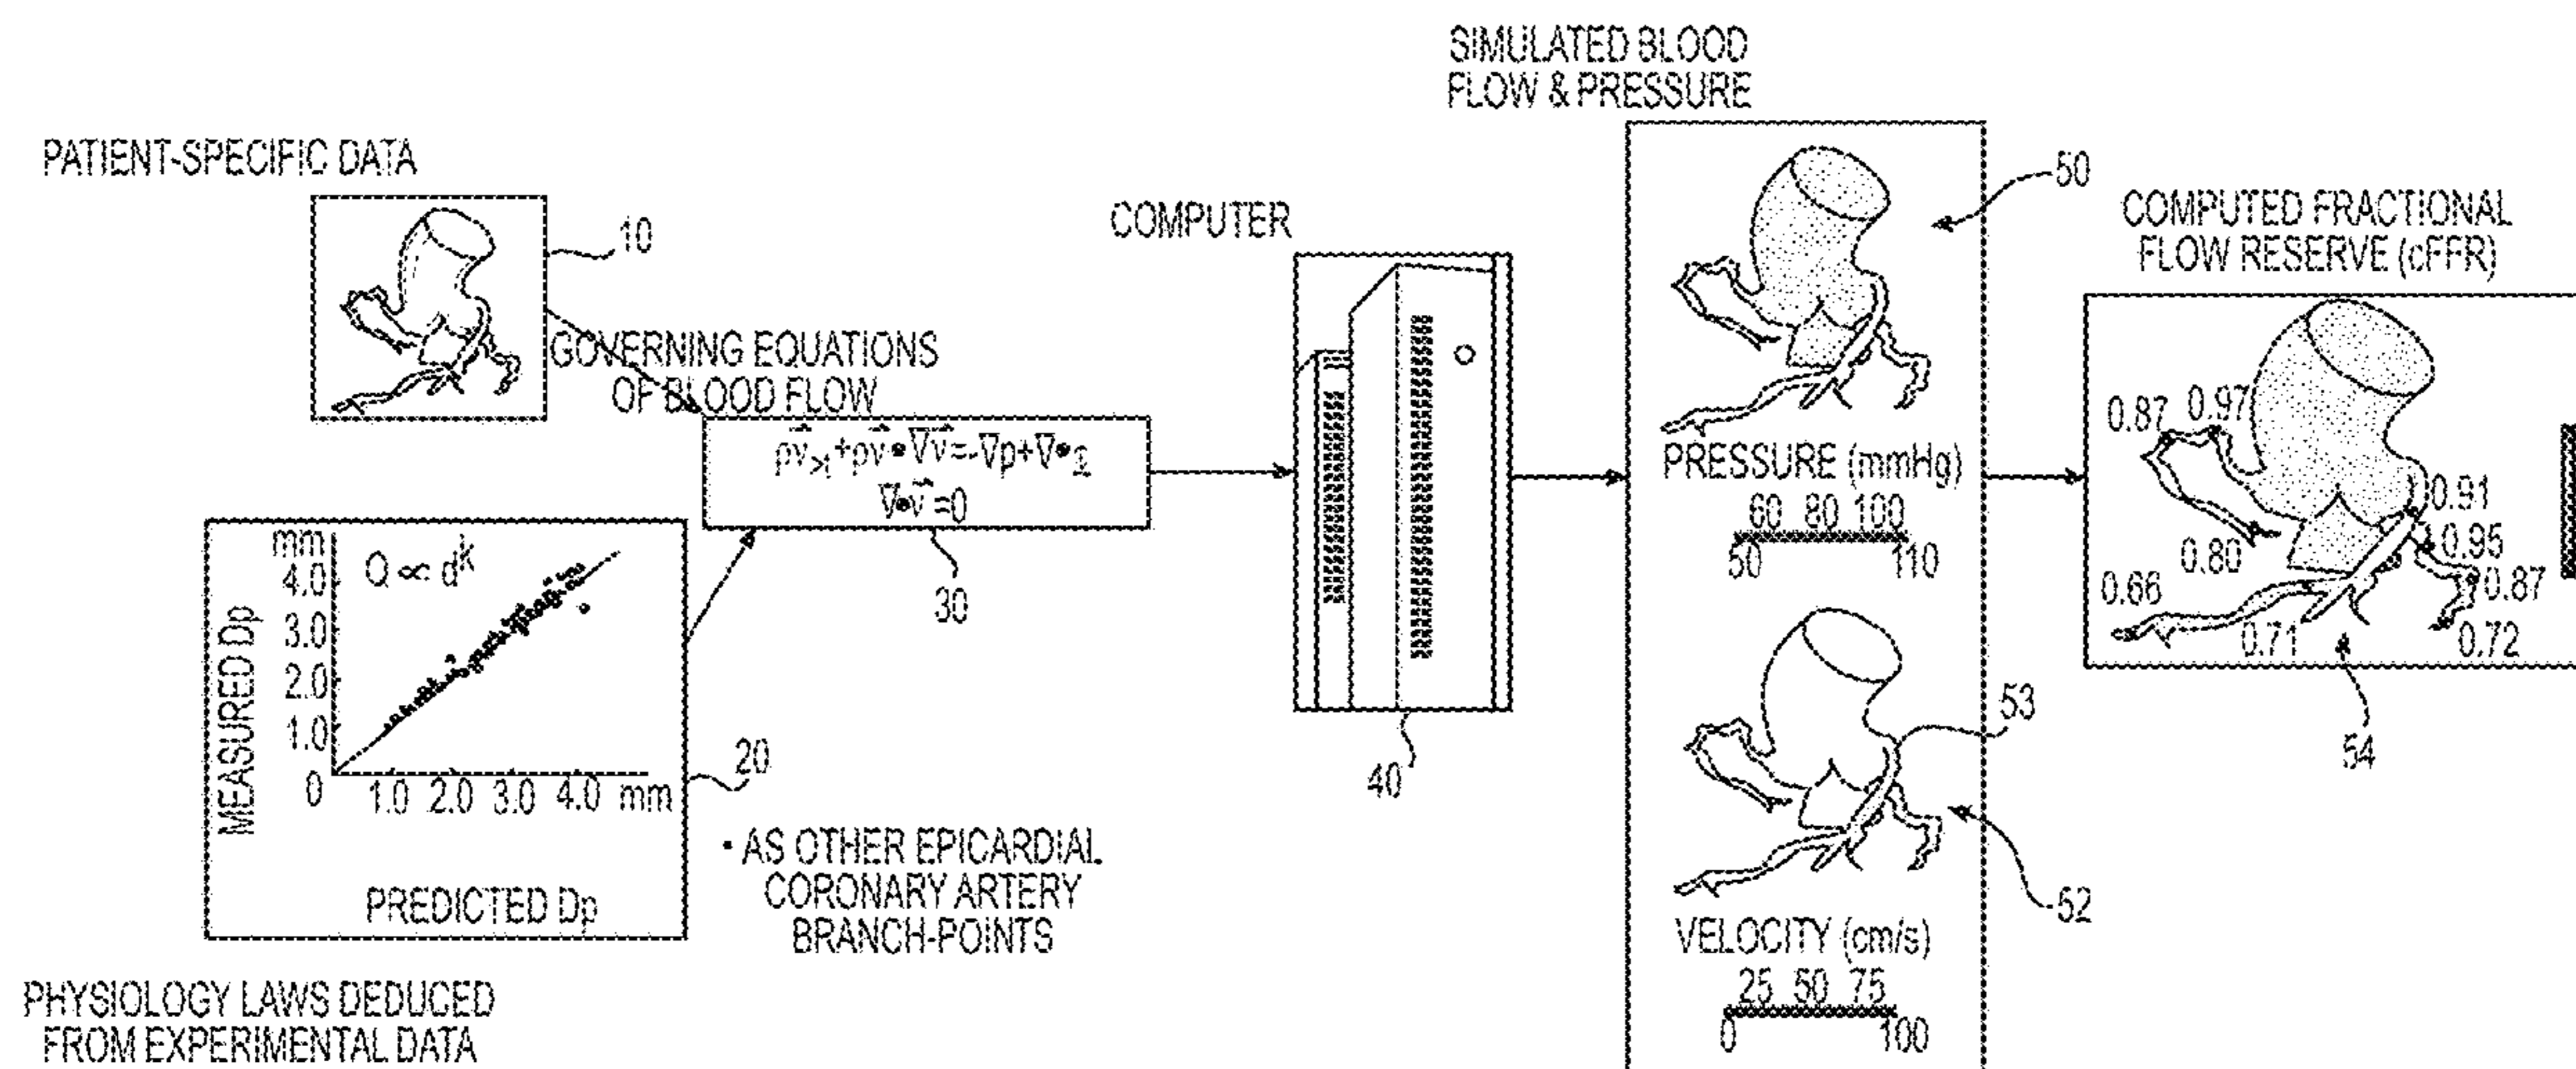 PATIENT-SPECIFIC DATA
10
GOVERNING EQUATIONS
OF BLOOD FLOW
ρv⃗,t+ρv⃗•∇v⃗=-∇p+∇•
∇•v⃗=0
30
mm
Q ∝ d^k
4.0
3.0
2.0
1.0
0
1.0 2.0 3.0 4.0 mm
MEASURED Dp
PREDICTED Dp
20
• AS OTHER EPICARDIAL
CORONARY ARTERY
BRANCH-POINTS
PHYSIOLOGY LAWS DEDUCED
FROM EXPERIMENTAL DATA
COMPUTER
40
SIMULATED BLOOD
FLOW & PRESSURE
50
PRESSURE (mmHg)
60 80 100
50 110
53
52
VELOCITY (cm/s)
25 50 75
0 100
COMPUTED FRACTIONAL
FLOW RESERVE (cFFR)
0.87 0.97
0.91
0.95
0.80
0.87
0.66
0.71
0.72
54